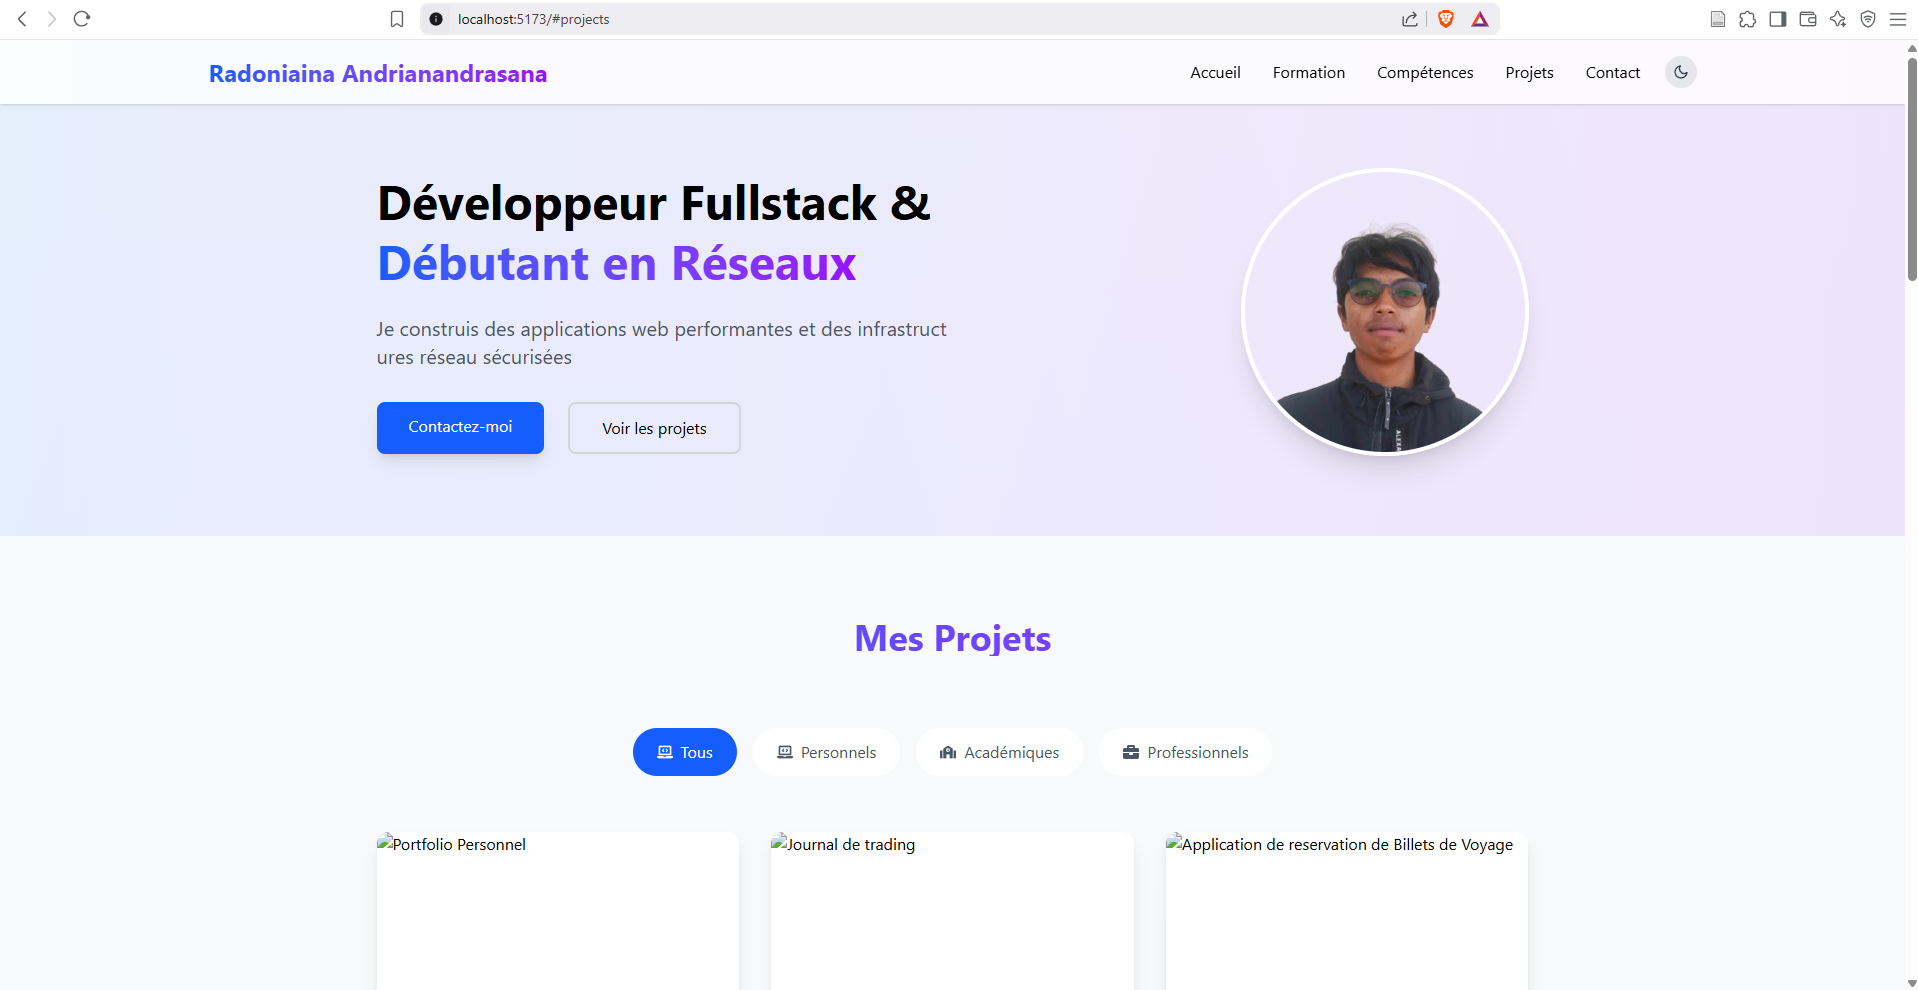 localhost:5173/#projects
Radoniaina Andrianandrasana
Accueil Formation Compétences Projets Contact
Développeur Fullstack &
Débutant en Réseaux
Je construis des applications web performantes et des infrastruct
ures réseau sécurisées
Contactez-moi Voir les projets
Mes Projets
Tous Personnels Académiques Professionnels
Portfolio Personnel Journal de trading Application de reservation de Billets de Voyage